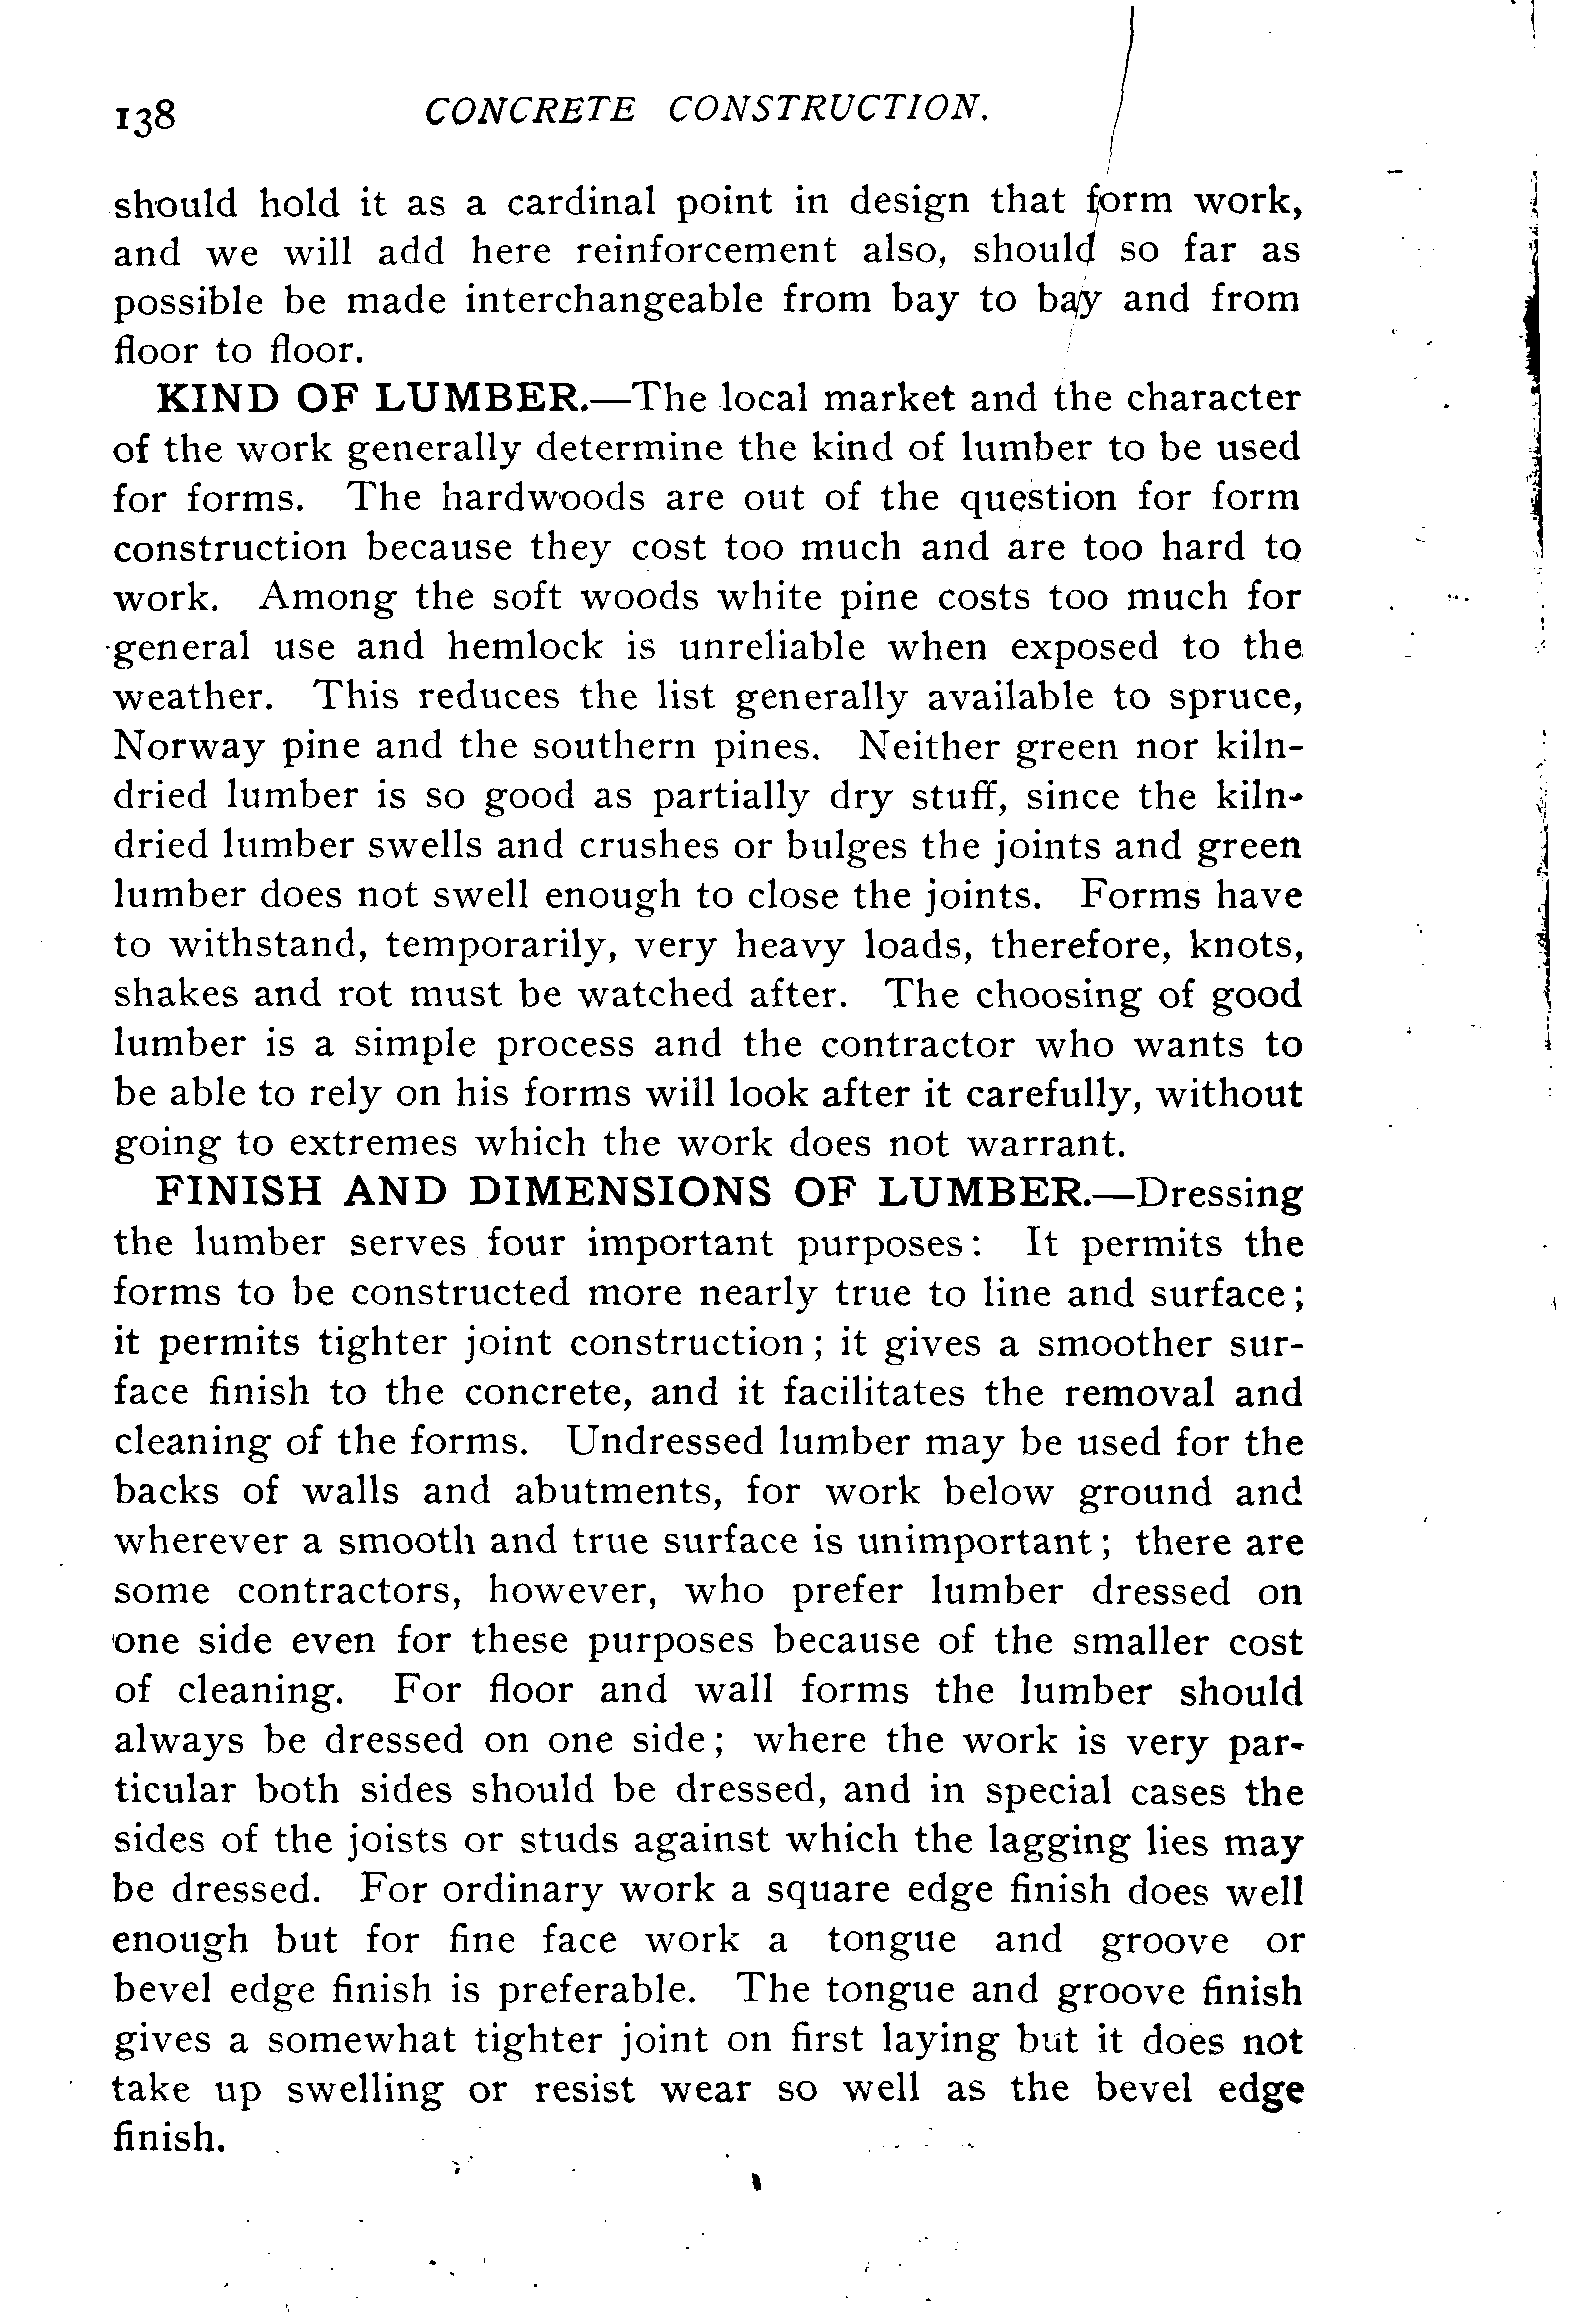 138 CONCRETE CONSTRUCTION.
should hold it as a cardinal point in design that form work,
and we will add here reinforcement also, should so far as
possible be made interchangeable from bay to bay and from
floor to floor.
KIND OF LUMBER.—The local market and the character
of the work generally determine the kind of lumber to be used
for forms. The hardwoods are out of the question for form
construction because they cost too much and are too hard to
work. Among the soft woods white pine costs too much for
general use and hemlock is unreliable when exposed to the
weather. This reduces the list generally available to spruce,
Norway pine and the southern pines. Neither green nor kiln-
dried lumber is so good as partially dry stuff, since the kiln-
dried lumber swells and crushes or bulges the joints and green
lumber does not swell enough to close the joints. Forms have
to withstand, temporarily, very heavy loads, therefore, knots,
shakes and rot must be watched after. The choosing of good
lumber is a simple process and the contractor who wants to
be able to rely on his forms will look after it carefully, without
going to extremes which the work does not warrant.
FINISH AND DIMENSIONS OF LUMBER.—Dressing
the lumber serves four important purposes: It permits the
forms to be constructed more nearly true to line and surface;
it permits tighter joint construction; it gives a smoother sur-
face finish to the concrete, and it facilitates the removal and
cleaning of the forms. Undressed lumber may be used for the
backs of walls and abutments, for work below ground and
wherever a smooth and true surface is unimportant; there are
some contractors, however, who prefer lumber dressed on
one side even for these purposes because of the smaller cost
of cleaning. For floor and wall forms the lumber should
always be dressed on one side; where the work is very par-
ticular both sides should be dressed, and in special cases the
sides of the joists or studs against which the lagging lies may
be dressed. For ordinary work a square edge finish does well
enough but for fine face work a tongue and groove or
bevel edge finish is preferable. The tongue and groove finish
gives a somewhat tighter joint on first laying but it does not
take up swelling or resist wear so well as the bevel edge
finish.